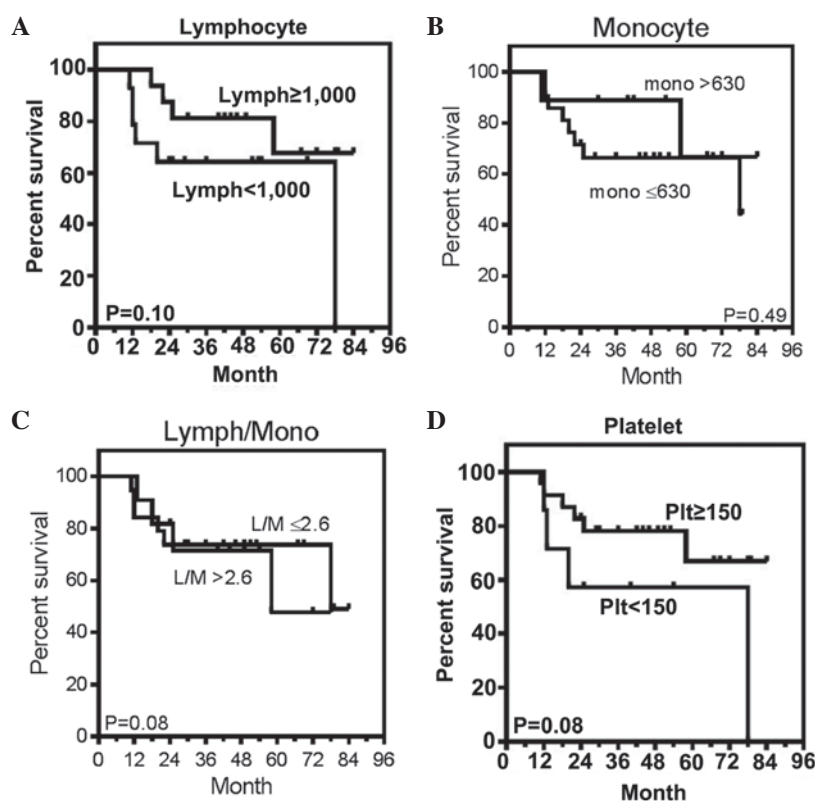 A
Lymphocyte
Percent survival
100
80
60
40
20
0
Lymph≥1,000
Lymph<1,000
P=0.10
0 12 24 36 48 60 72 84 96
Month
B
Monocyte
Percent survival
100
80
60
40
20
0
mono >630
mono ≤630
P=0.49
0 12 24 36 48 60 72 84 96
Month
C
Lymph/Mono
Percent survival
100
80
60
40
20
0
L/M ≤2.6
L/M >2.6
P=0.08
0 12 24 36 48 60 72 84 96
Month
D
Platelet
Percent survival
100
80
60
40
20
0
Plt≥150
Plt<150
P=0.08
0 12 24 36 48 60 72 84 96
Month